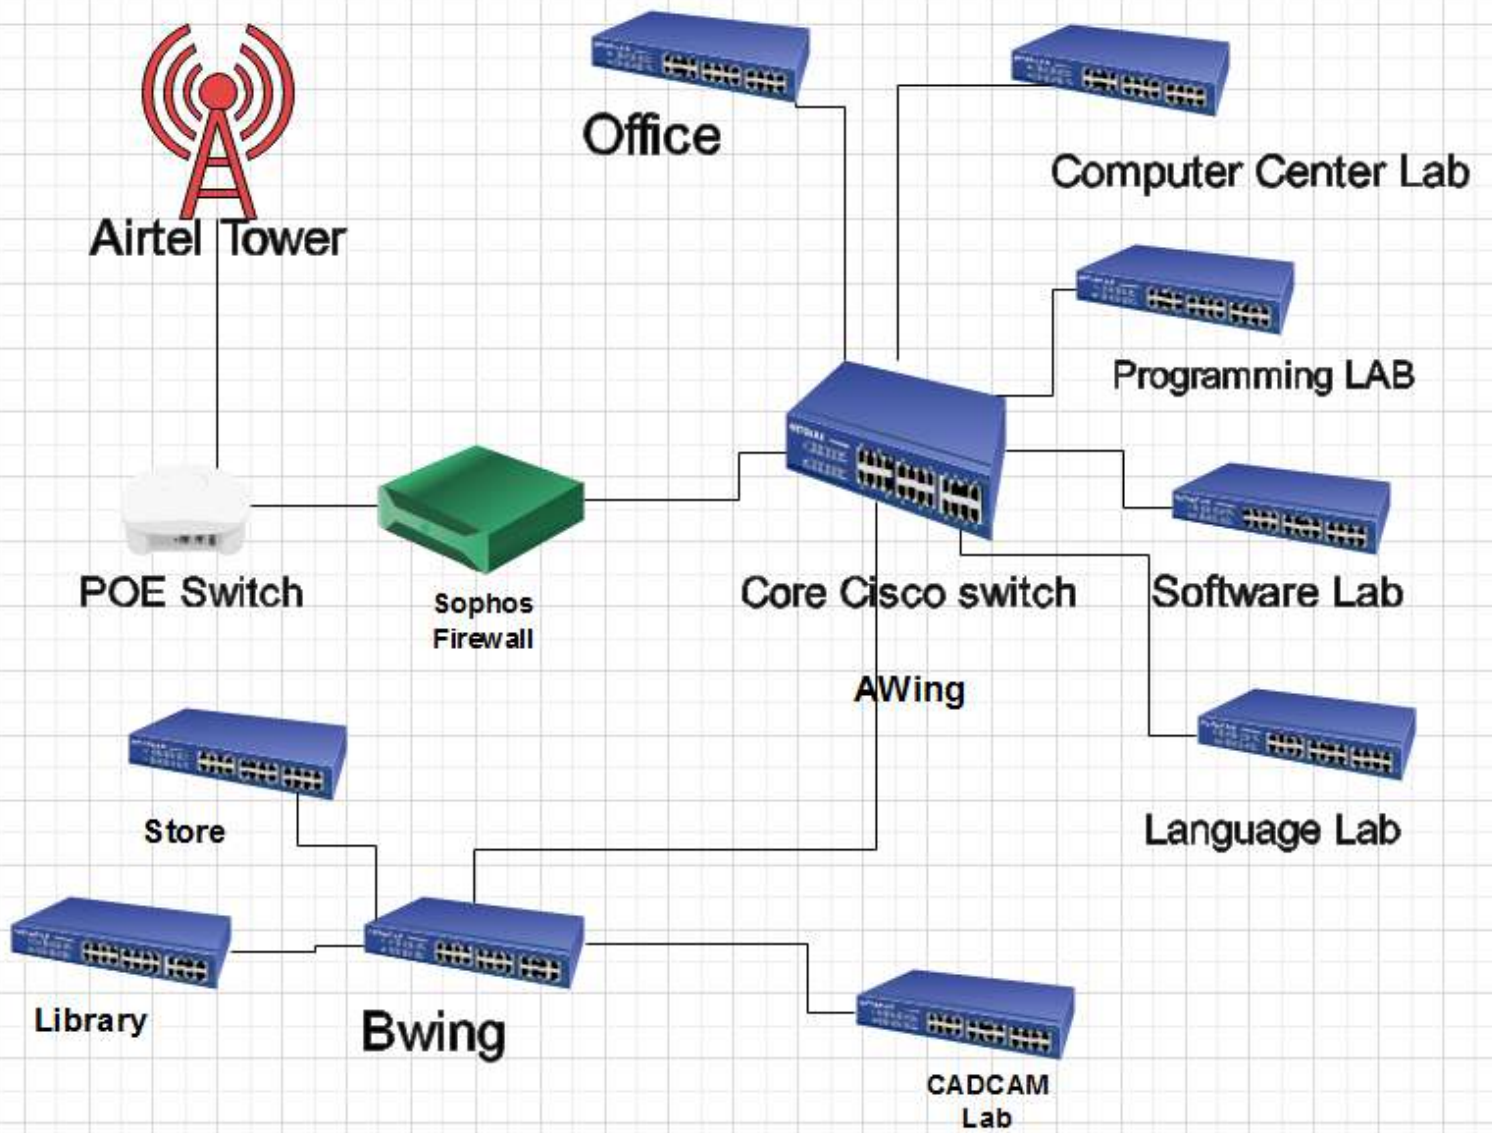 Office
Computer Center Lab
Airtel Tower
Programming LAB
POE Switch
Sophos
Firewall
Core Cisco switch
Software Lab
AWing
Store
Language Lab
Library
Bwing
CADCAM
Lab